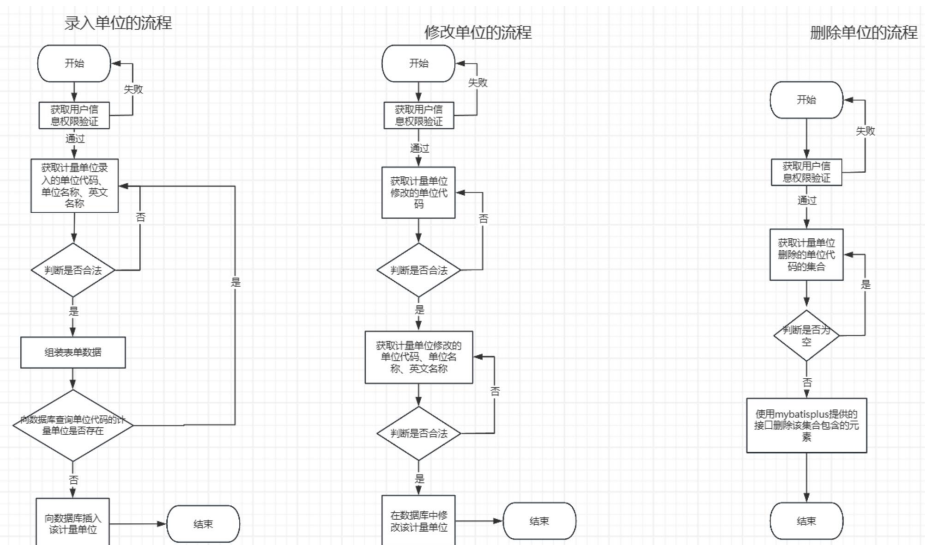 录入单位的流程
开始
失败
获取用户信
息权限验证
通过
获取计量单位录
入的单位代码、
单位名称、英文
名称
否
判断是否合法
是
是
组装表单数据
向数据库查询单位代码的计
量单位是否存在
否
向数据库插入
该计量单位
结束
修改单位的流程
开始
失败
获取用户信
息权限验证
通过
获取计量单位
修改的单位代
码
否
判断是否合法
是
获取计量单位修改的
单位代码、单位名
称、英文名称
否
判断是否合法
是
在数据库中修
改该计量单位
结束
删除单位的流程
开始
失败
获取用户信
息权限验证
通过
获取计量单位
删除的单位代
码的集合
是
判断是否为
空
否
使用mybatisplus提供的
接口删除该集合包含的元
素
结束